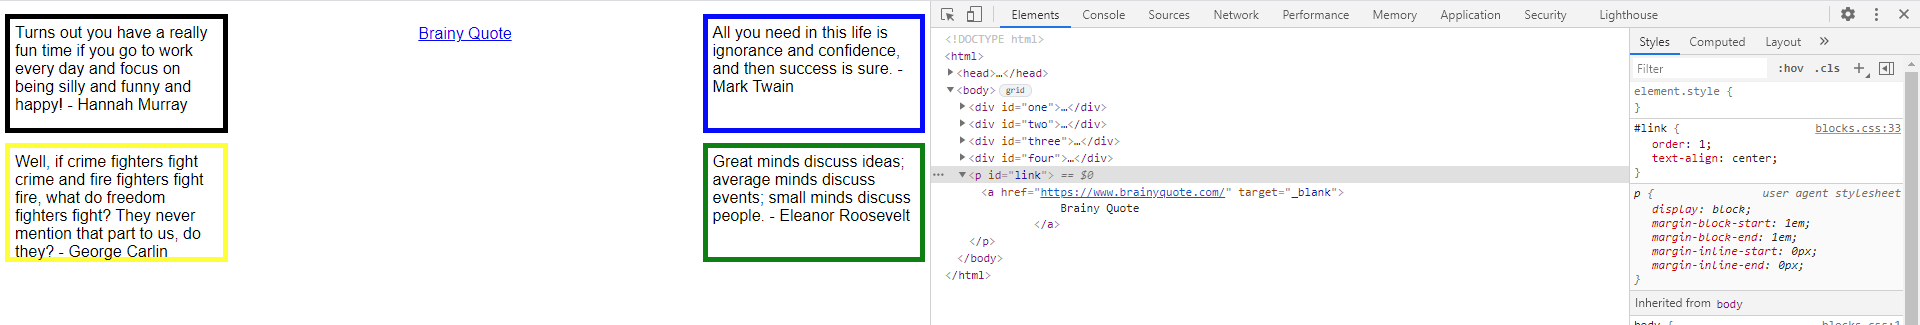 Turns out you have a really
fun time if you go to work
every day and focus on
being silly and funny and
happy! - Hannah Murray
Brainy Quote
All you need in this life is
ignorance and confidence,
and then success is sure. -
Mark Twain
Well, if crime fighters fight
crime and fire fighters fight
fire, what do freedom
fighters fight? They never
mention that part to us, do
they? - George Carlin
Great minds discuss ideas;
average minds discuss
events; small minds discuss
people. - Eleanor Roosevelt
Elements Console Sources Network Performance Memory Application Security Lighthouse
<!DOCTYPE html>
<html>
<head>…</head>
<body> grid
<div id="one">…</div>
<div id="two">…</div>
<div id="three">…</div>
<div id="four">…</div>
<p id="link"> == $0
<a href="https://www.brainyquote.com/" target="_blank">
Brainy Quote
</a>
</p>
</body>
</html>
Styles Computed Layout
Filter :hov .cls
element.style {
}
#link { blocks.css:33
order: 1;
text-align: center;
}
p { user agent stylesheet
display: block;
margin-block-start: 1em;
margin-block-end: 1em;
margin-inline-start: 0px;
margin-inline-end: 0px;
}
Inherited from body
body { blocks.css:1